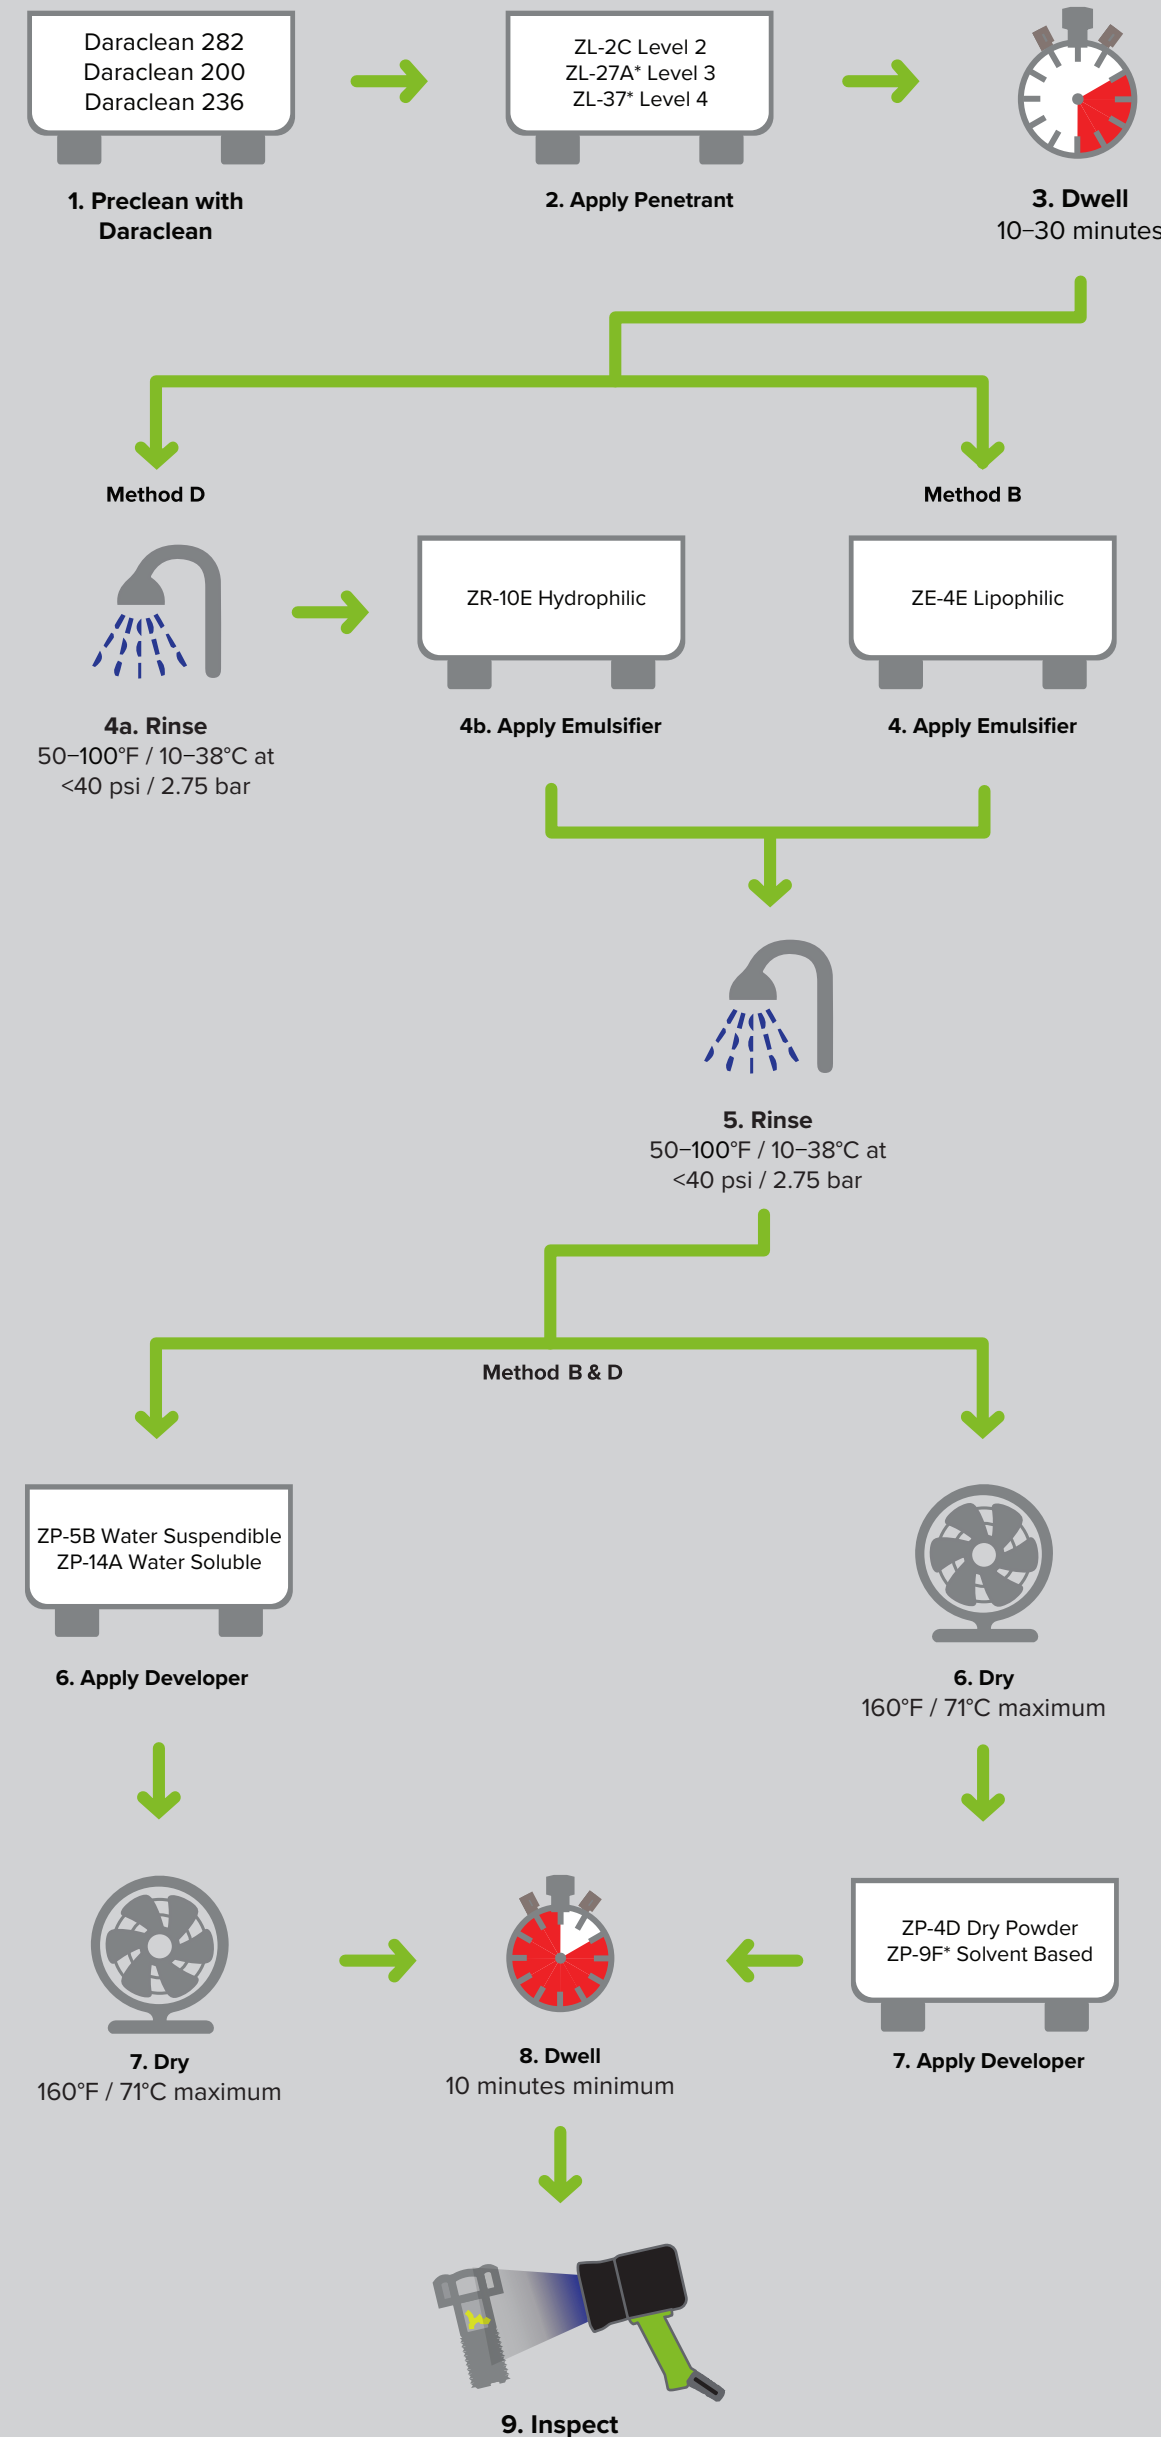 Daraclean 282
Daraclean 200
Daraclean 236
1. Preclean with
Daraclean
ZL-2C Level 2
ZL-27A* Level 3
ZL-37* Level 4
2. Apply Penetrant
3. Dwell
10–30 minutes
Method D
Method B
4a. Rinse
50–100°F / 10–38°C at
<40 psi / 2.75 bar
ZR-10E Hydrophilic
4b. Apply Emulsifier
ZE-4E Lipophilic
4. Apply Emulsifier
5. Rinse
50–100°F / 10–38°C at
<40 psi / 2.75 bar
Method B & D
ZP-5B Water Suspendible
ZP-14A Water Soluble
6. Apply Developer
6. Dry
160°F / 71°C maximum
7. Dry
160°F / 71°C maximum
8. Dwell
10 minutes minimum
ZP-4D Dry Powder
ZP-9F* Solvent Based
7. Apply Developer
9. Inspect